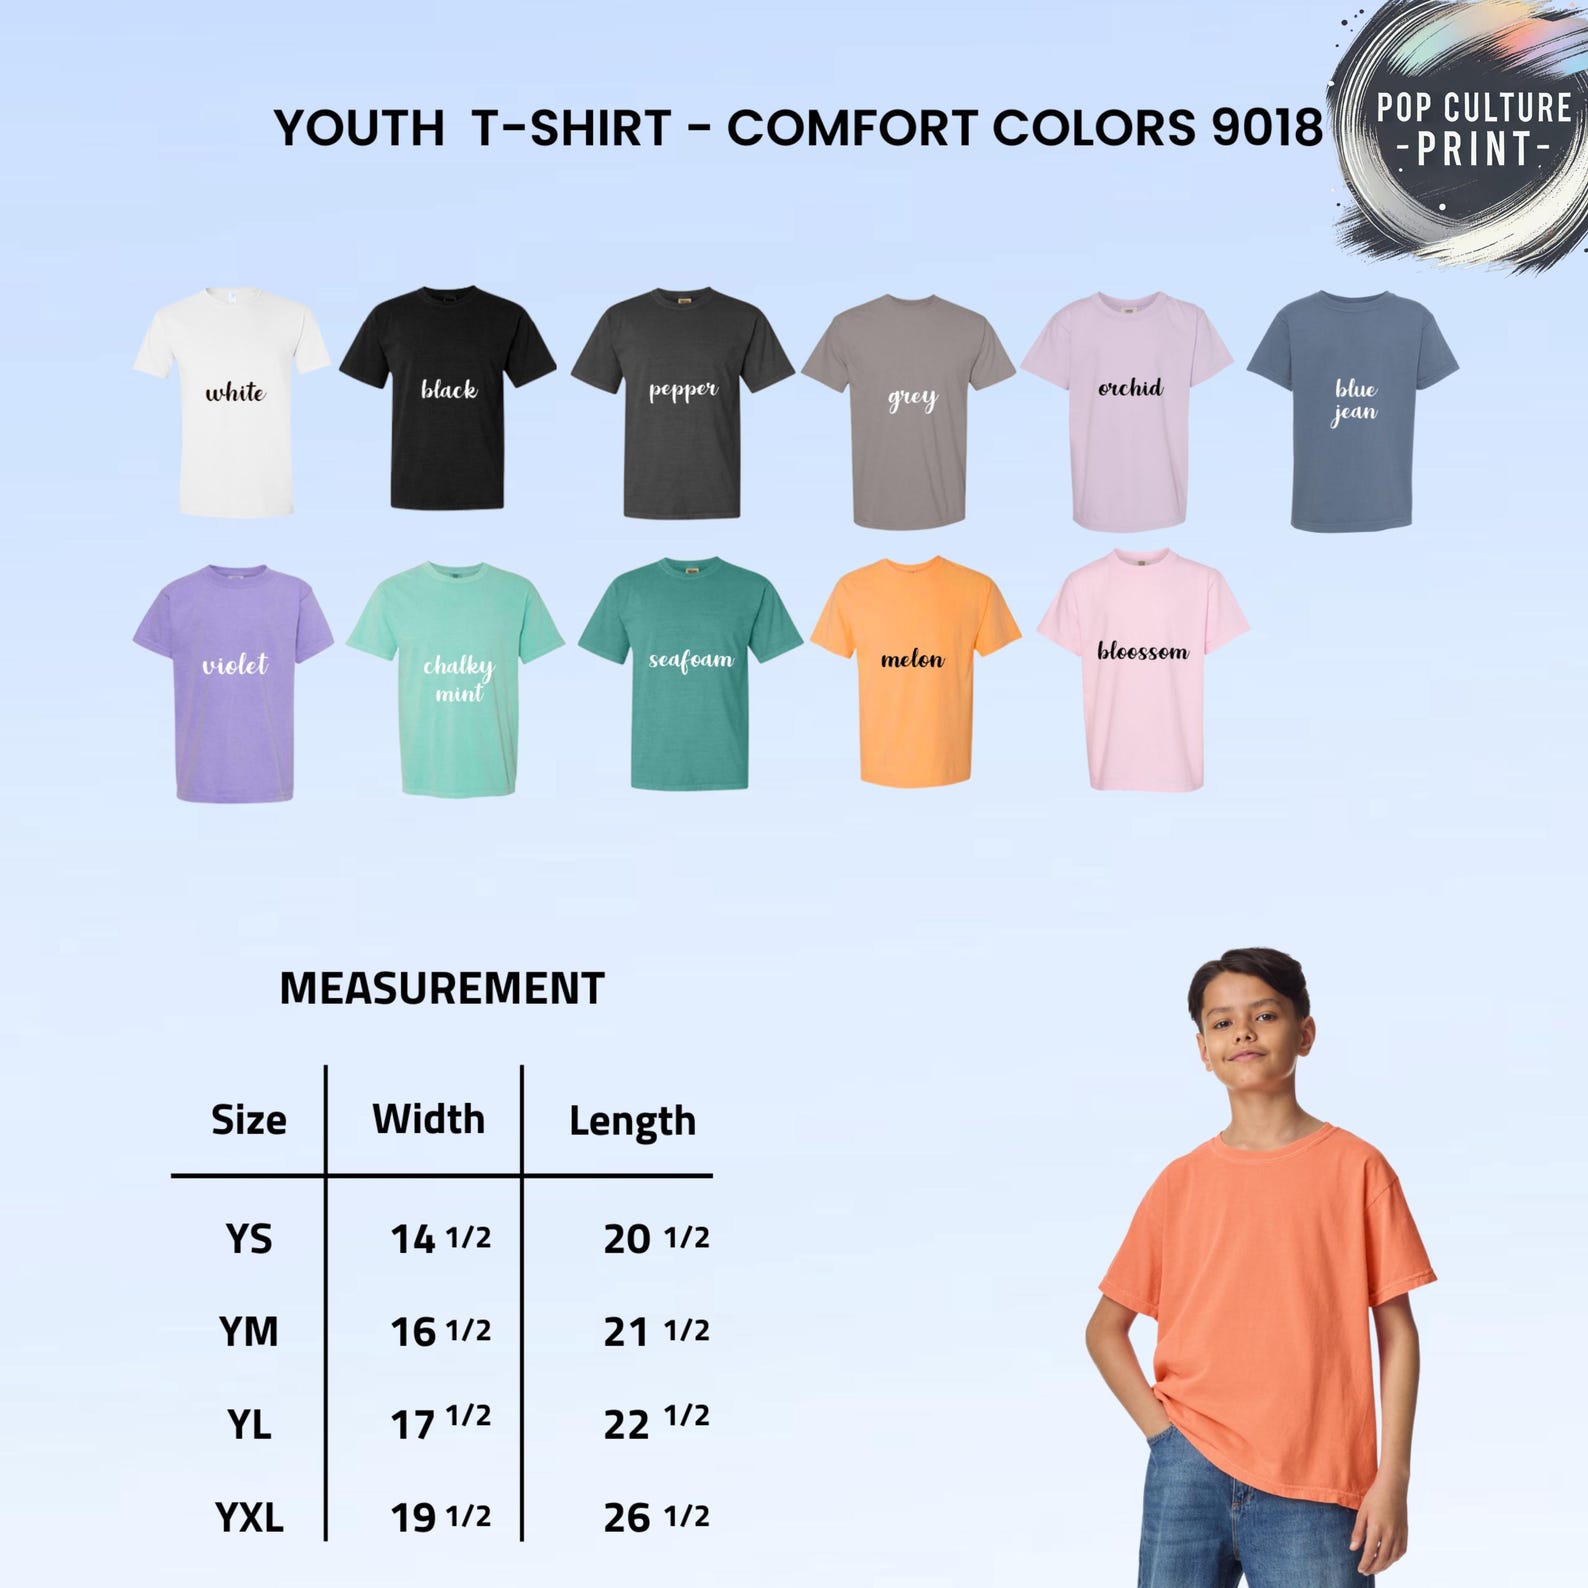 YOUTH T-SHIRT - COMFORT COLORS 9018
POP CULTURE
-PRINT-
white
black
pepper
grey
orchid
blue
jean
violet
chalky
mint
seafoam
melon
bloossom
MEASUREMENT
Size Width Length
YS 14 1/2 20 1/2
YM 16 1/2 21 1/2
YL 17 1/2 22 1/2
YXL 19 1/2 26 1/2